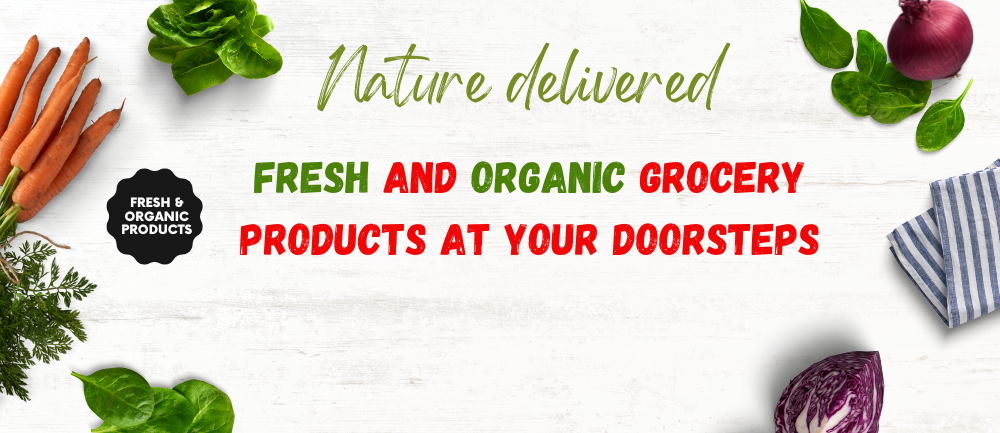 Nature delivered
FRESH AND ORGANIC GROCERY
PRODUCTS AT YOUR DOORSTEPS
FRESH &
ORGANIC
PRODUCTS